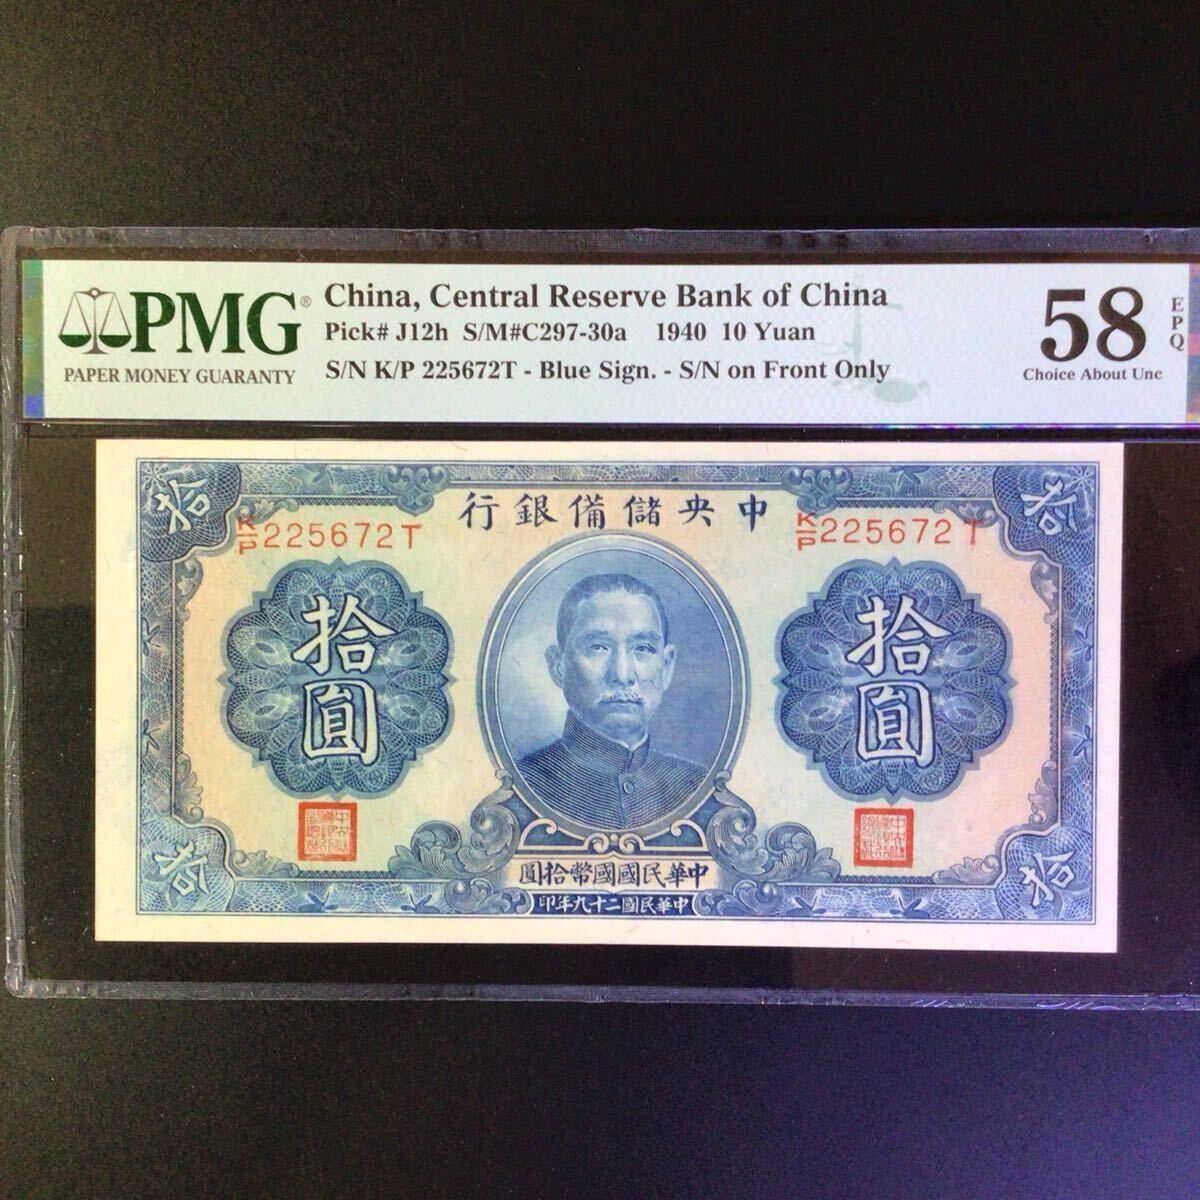 PMG®
PAPER MONEY GUARANTY
China, Central Reserve Bank of China
Pick# J12h S/M#C297-30a 1940 10 Yuan
S/N K/P 225672T - Blue Sign. - S/N on Front Only
58
EPQ
Choice About Unc
拾
拾
行銀備儲央中
K/P 225672T
K/P 225672T
拾圓
拾圓
圓拾幣國國民華中
印年九十二國民華中
拾
拾